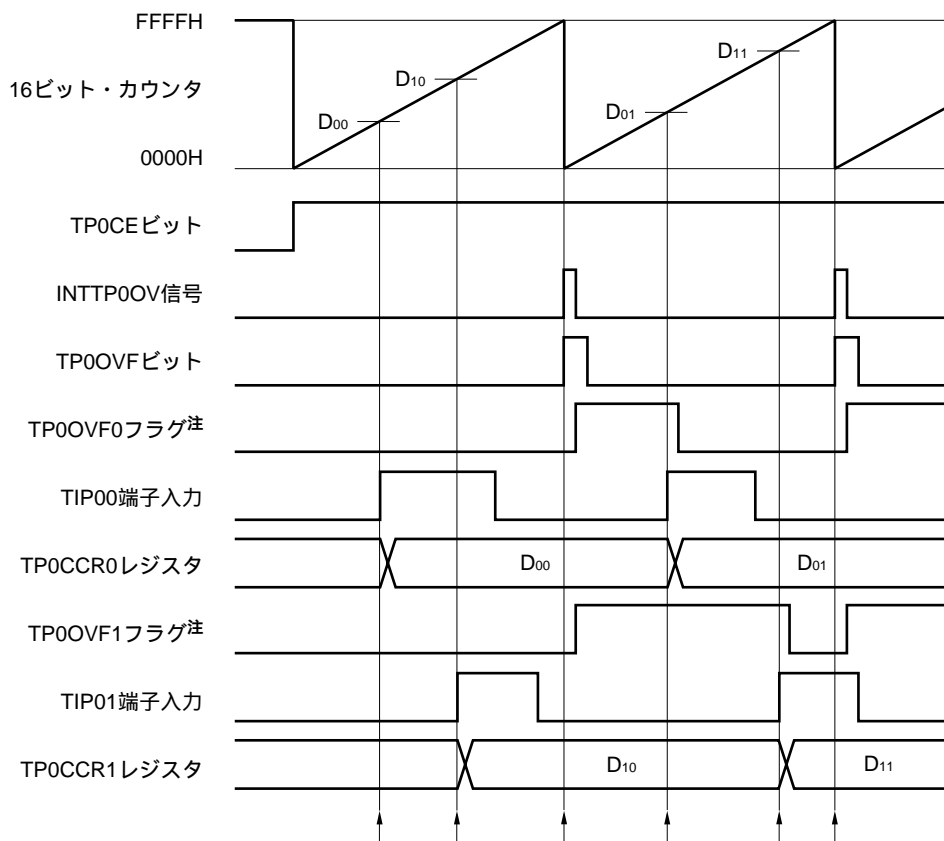 FFFFH
D11
D10
16ビット・カウンタ
D01
D00
0000H
TP0CEビット
INTTP0OV信号
TP0OVFビット
TP0OVF0フラグ注
TIP00端子入力
TP0CCR0レジスタ
D00
D01
TP0OVF1フラグ注
TIP01端子入力
TP0CCR1レジスタ
D10
D11